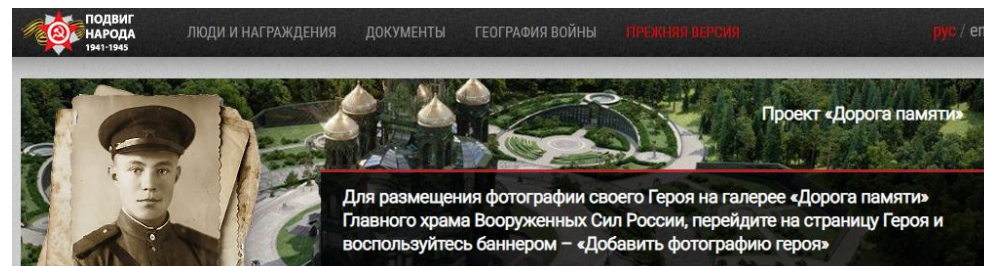 ПОДВИГ
НАРОДА
1941-1945
ЛЮДИ И НАГРАЖДЕНИЯ ДОКУМЕНТЫ ГЕОГРАФИЯ ВОЙНЫ ПРЕЖНЯЯ ВЕРСИЯ рус / en
Проект «Дорога памяти»
Для размещения фотографии своего Героя на галерее «Дорога памяти»
Главного храма Вооруженных Сил России, перейдите на страницу Героя и
воспользуйтесь баннером – «Добавить фотографию героя»